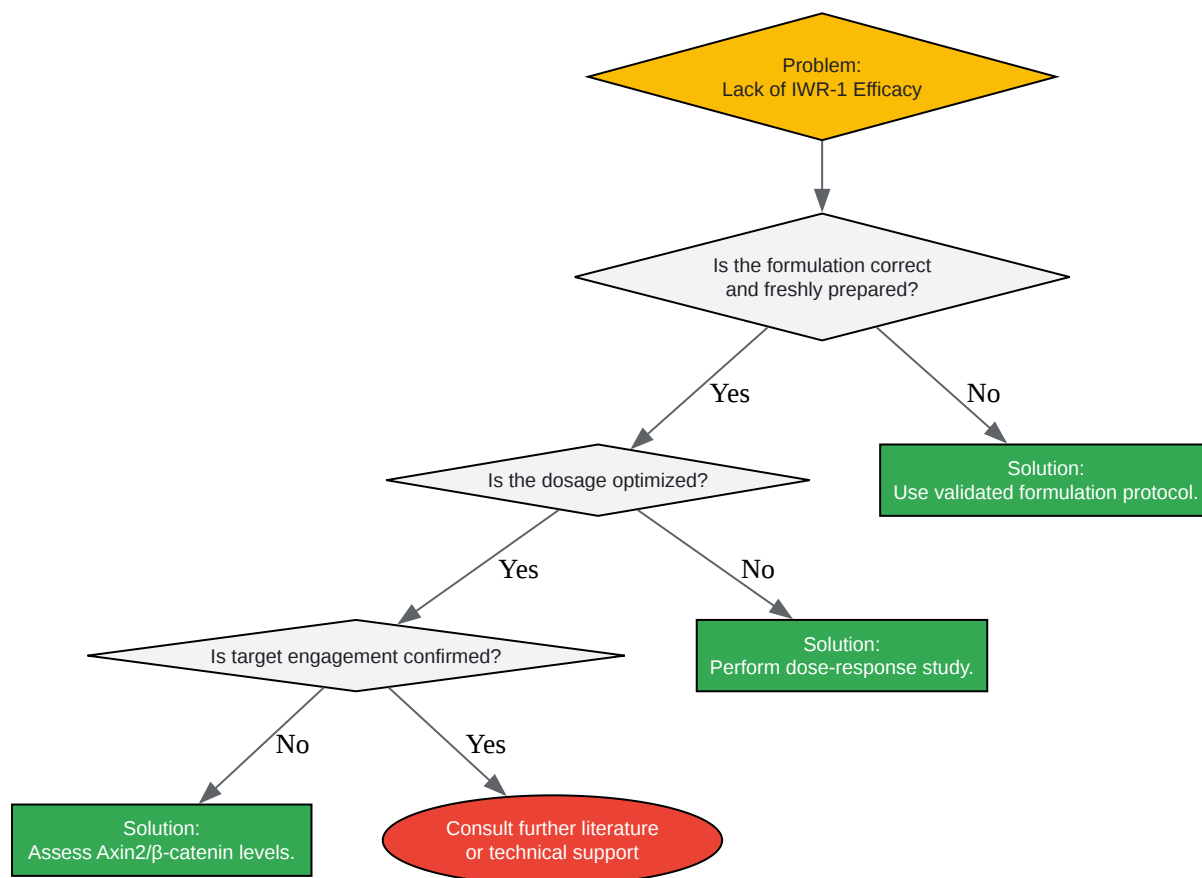 Problem:
Lack of IWR-1 Efficacy
Is the formulation correct
and freshly prepared?
Yes
No
Is the dosage optimized?
Solution:
Use validated formulation protocol.
Yes
No
Is target engagement confirmed?
Solution:
Perform dose-response study.
No
Yes
Solution:
Assess Axin2/β-catenin levels.
Consult further literature
or technical support